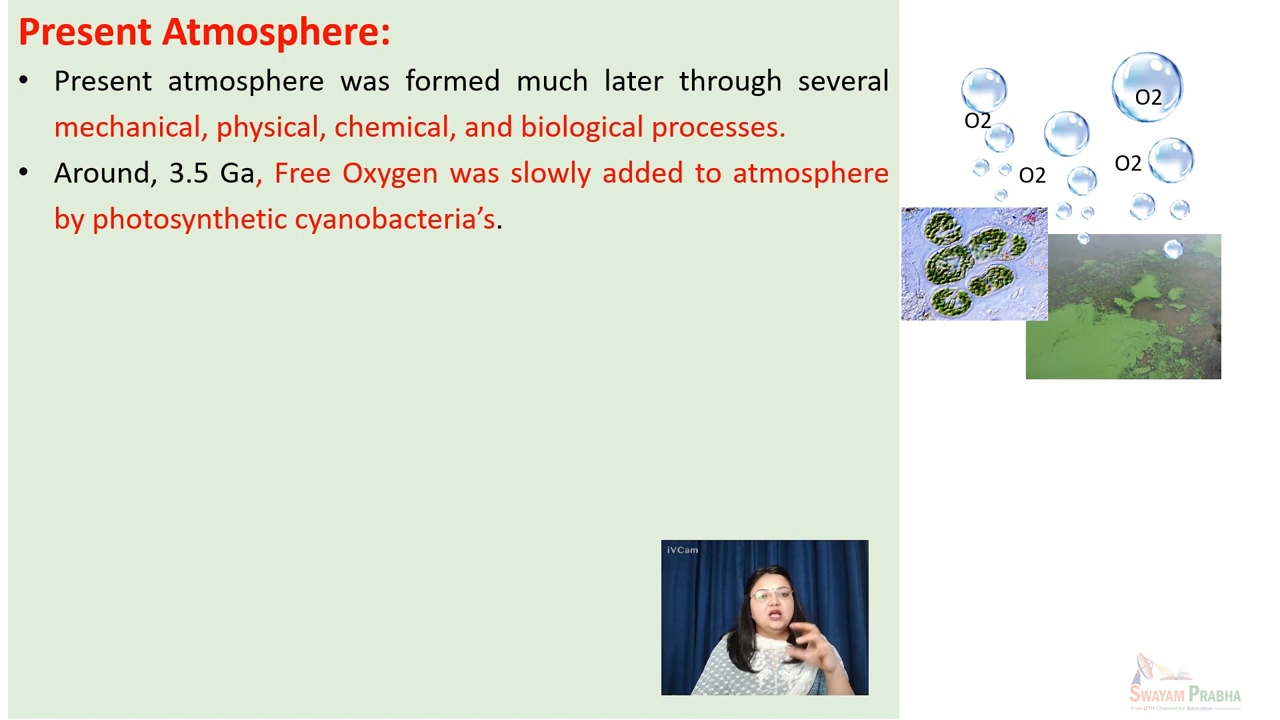 Present Atmosphere:
• Present atmosphere was formed much later through several
mechanical, physical, chemical, and biological processes.
• Around, 3.5 Ga, Free Oxygen was slowly added to atmosphere
by photosynthetic cyanobacteria’s.
O2
O2
O2
O2
iVCam
SWAYAM PRABHA
Free DTH Channel for Education